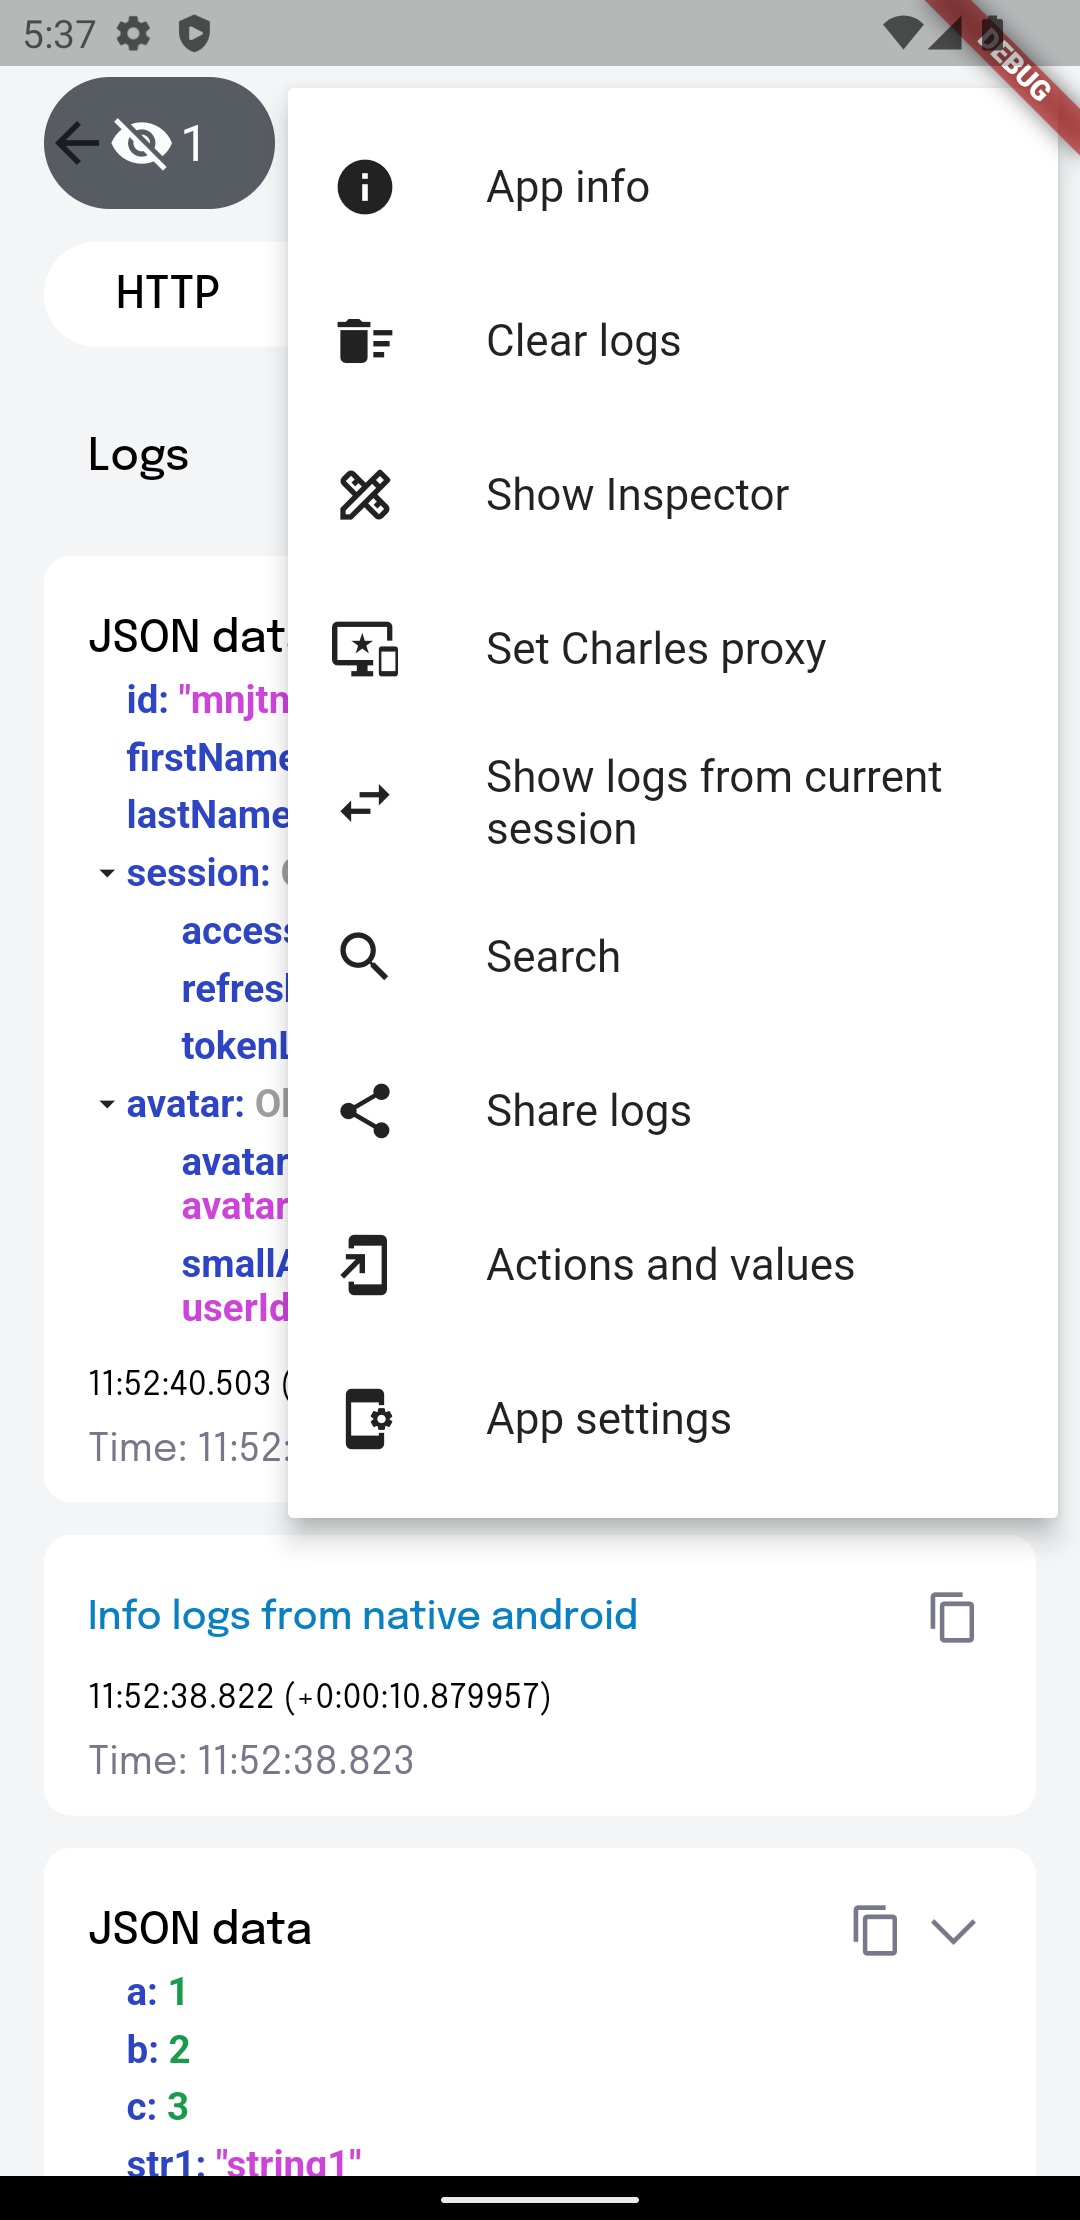 5:37
DEBUG
1
App info
HTTP
Clear logs
Logs
Show Inspector
JSON dat
Set Charles proxy
id: "mnjtn
firstName
Show logs from current
session
lastName
session:
access
Search
refresh
tokenL
avatar: Ob
Share logs
avatar
avatar
smallA
Actions and values
userId
11:52:40.503 (
App settings
Time: 11:52:
Info logs from native android
11:52:38.822 (+0:00:10.879957)
Time: 11:52:38.823
JSON data
a: 1
b: 2
c: 3
str1: "string1"